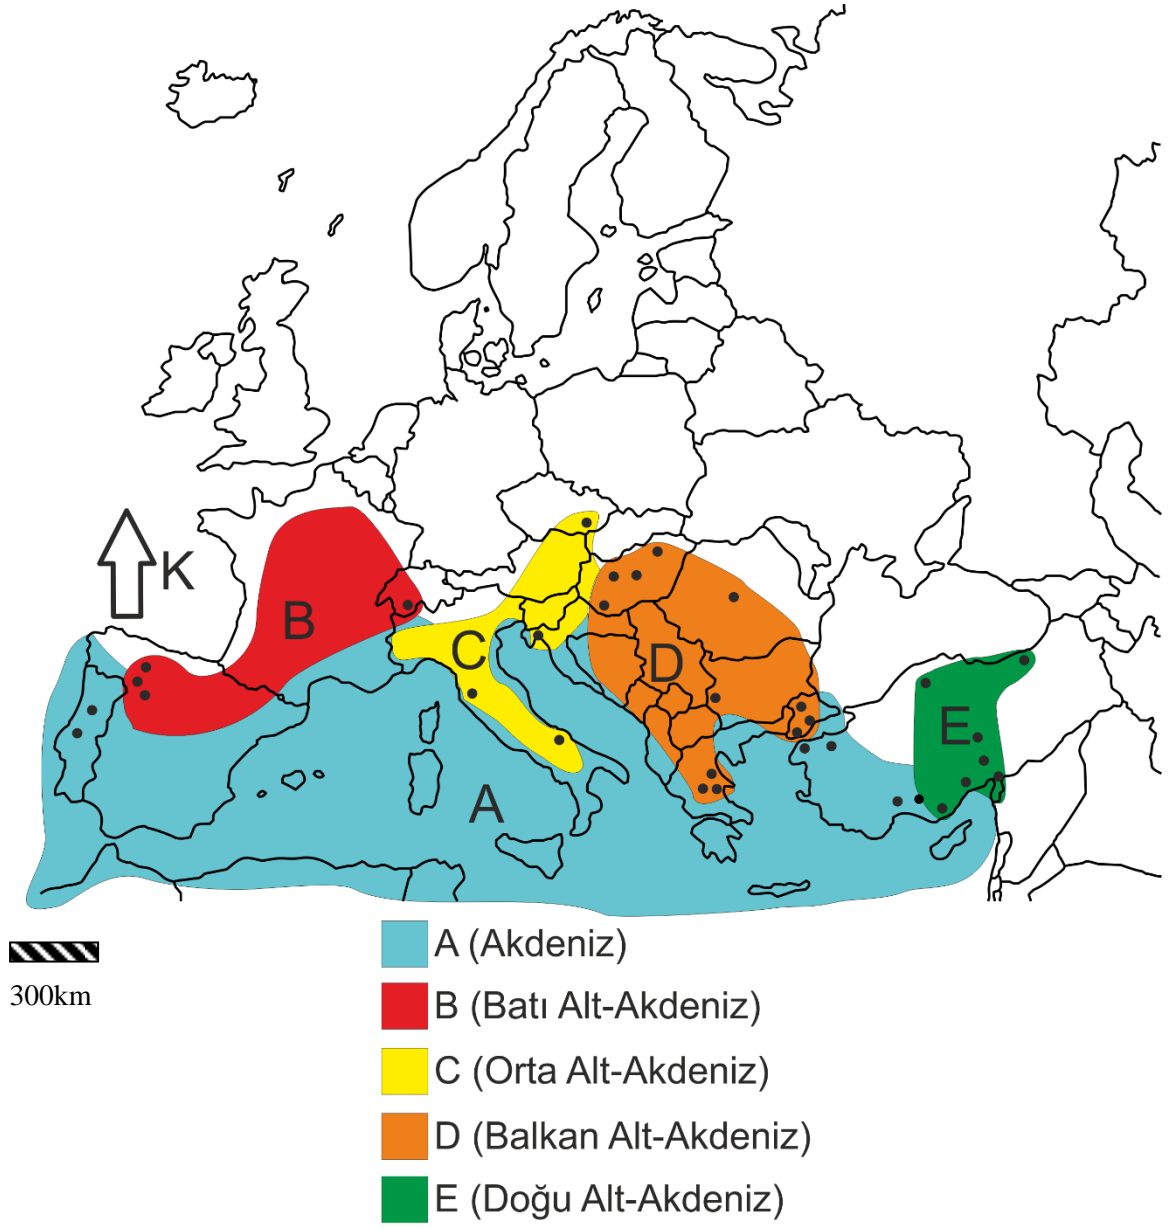 K
B
C
D
E
A
300km
A (Akdeniz)
B (Batı Alt-Akdeniz)
C (Orta Alt-Akdeniz)
D (Balkan Alt-Akdeniz)
E (Doğu Alt-Akdeniz)